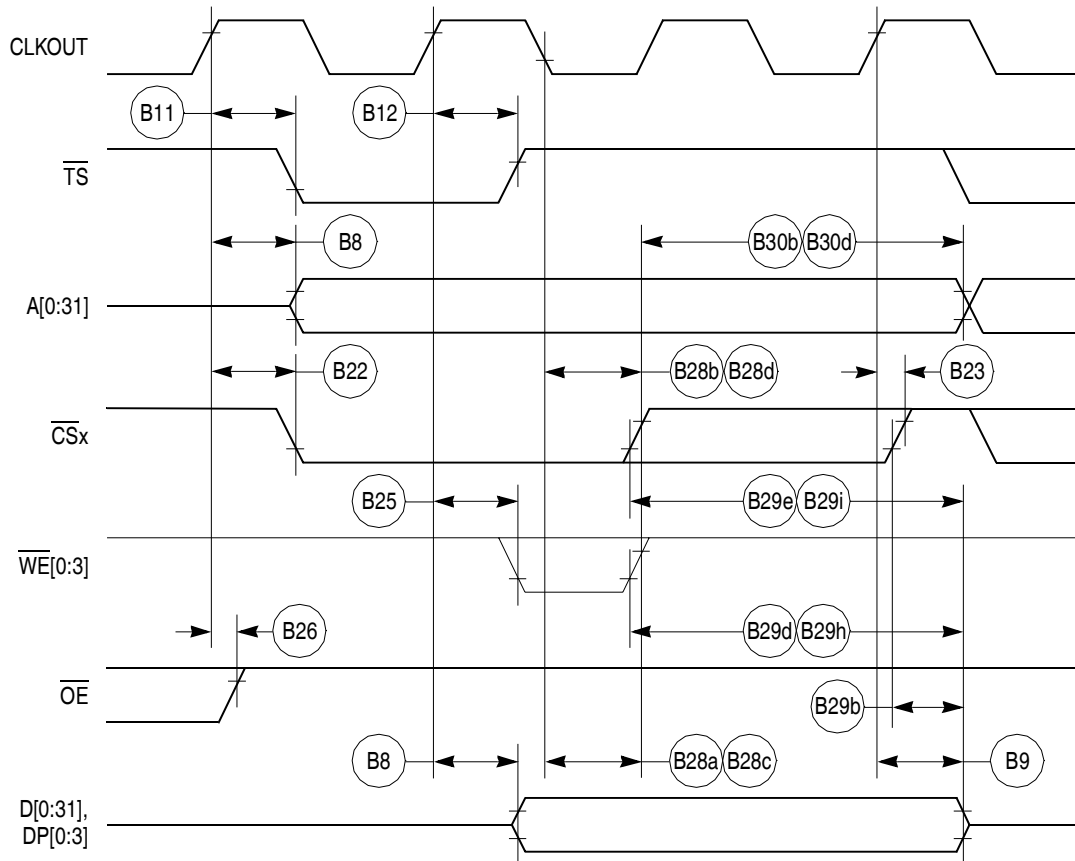 CLKOUT
B11
B12
TS
B8
B30b B30d
A[0:31]
B22
B28b B28d
B23
CSx
B25
B29e B29i
WE[0:3]
B26
B29d B29h
OE
B29b
B8
B28a B28c
B9
D[0:31],
DP[0:3]